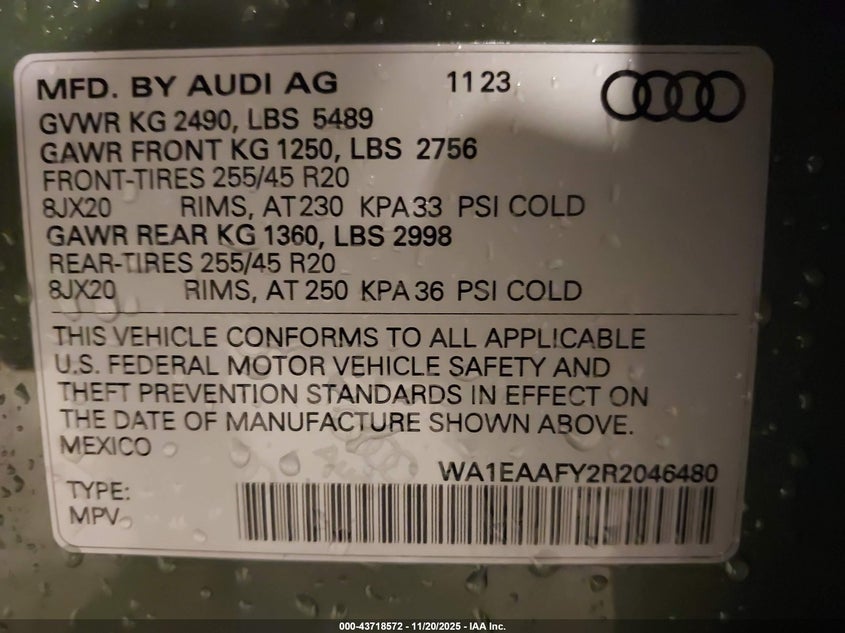 MFD. BY AUDI AG 11 23
GVWR KG 2490, LBS 5489
GAWR FRONT KG 1250, LBS 2756
FRONT-TIRES 255/45 R20
8JX20 RIMS, AT 230 KPA 33 PSI COLD
GAWR REAR KG 1360, LBS 2998
REAR-TIRES 255/45 R20
8JX20 RIMS, AT 250 KPA 36 PSI COLD
THIS VEHICLE CONFORMS TO ALL APPLICABLE
U.S. FEDERAL MOTOR VEHICLE SAFETY AND
THEFT PREVENTION STANDARDS IN EFFECT ON
THE DATE OF MANUFACTURE SHOWN ABOVE.
MEXICO
WA1EAAFY2R2046480
TYPE:
MPV
000-43718572 - 11/20/2025 - IAA Inc.